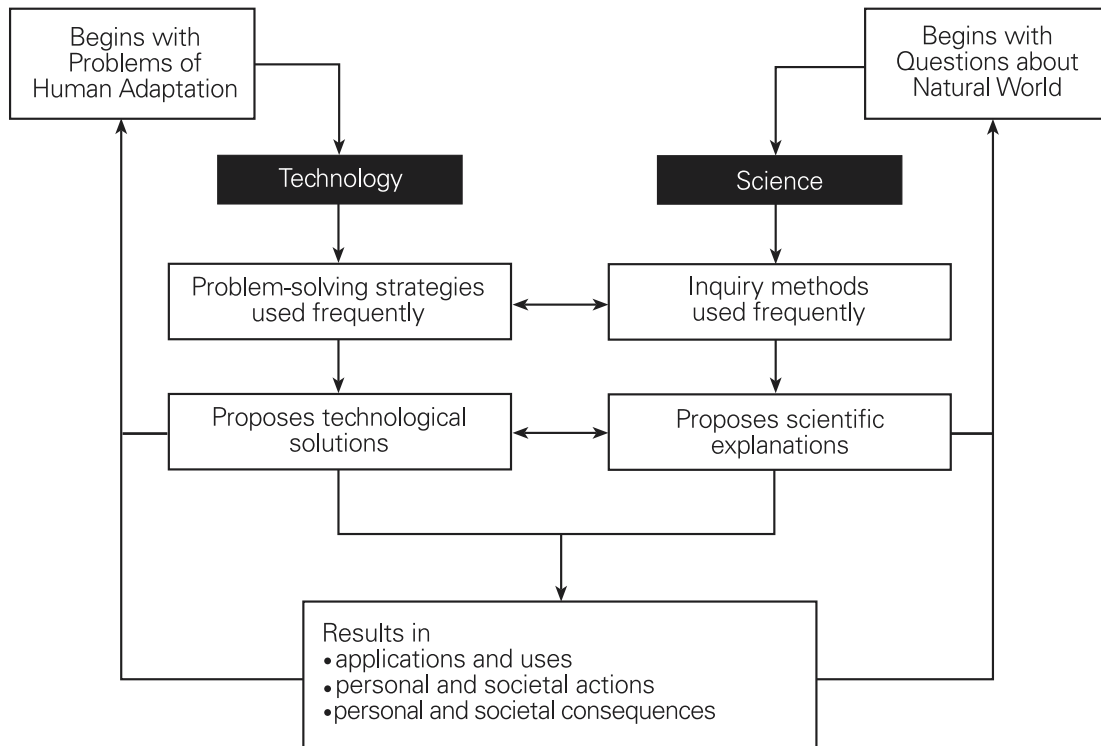 Begins with
Problems of
Human Adaptation
Begins with
Questions about
Natural World
Technology
Science
Problem-solving strategies
used frequently
Inquiry methods
used frequently
Proposes technological
solutions
Proposes scientific
explanations
Results in
• applications and uses
• personal and societal actions
• personal and societal consequences